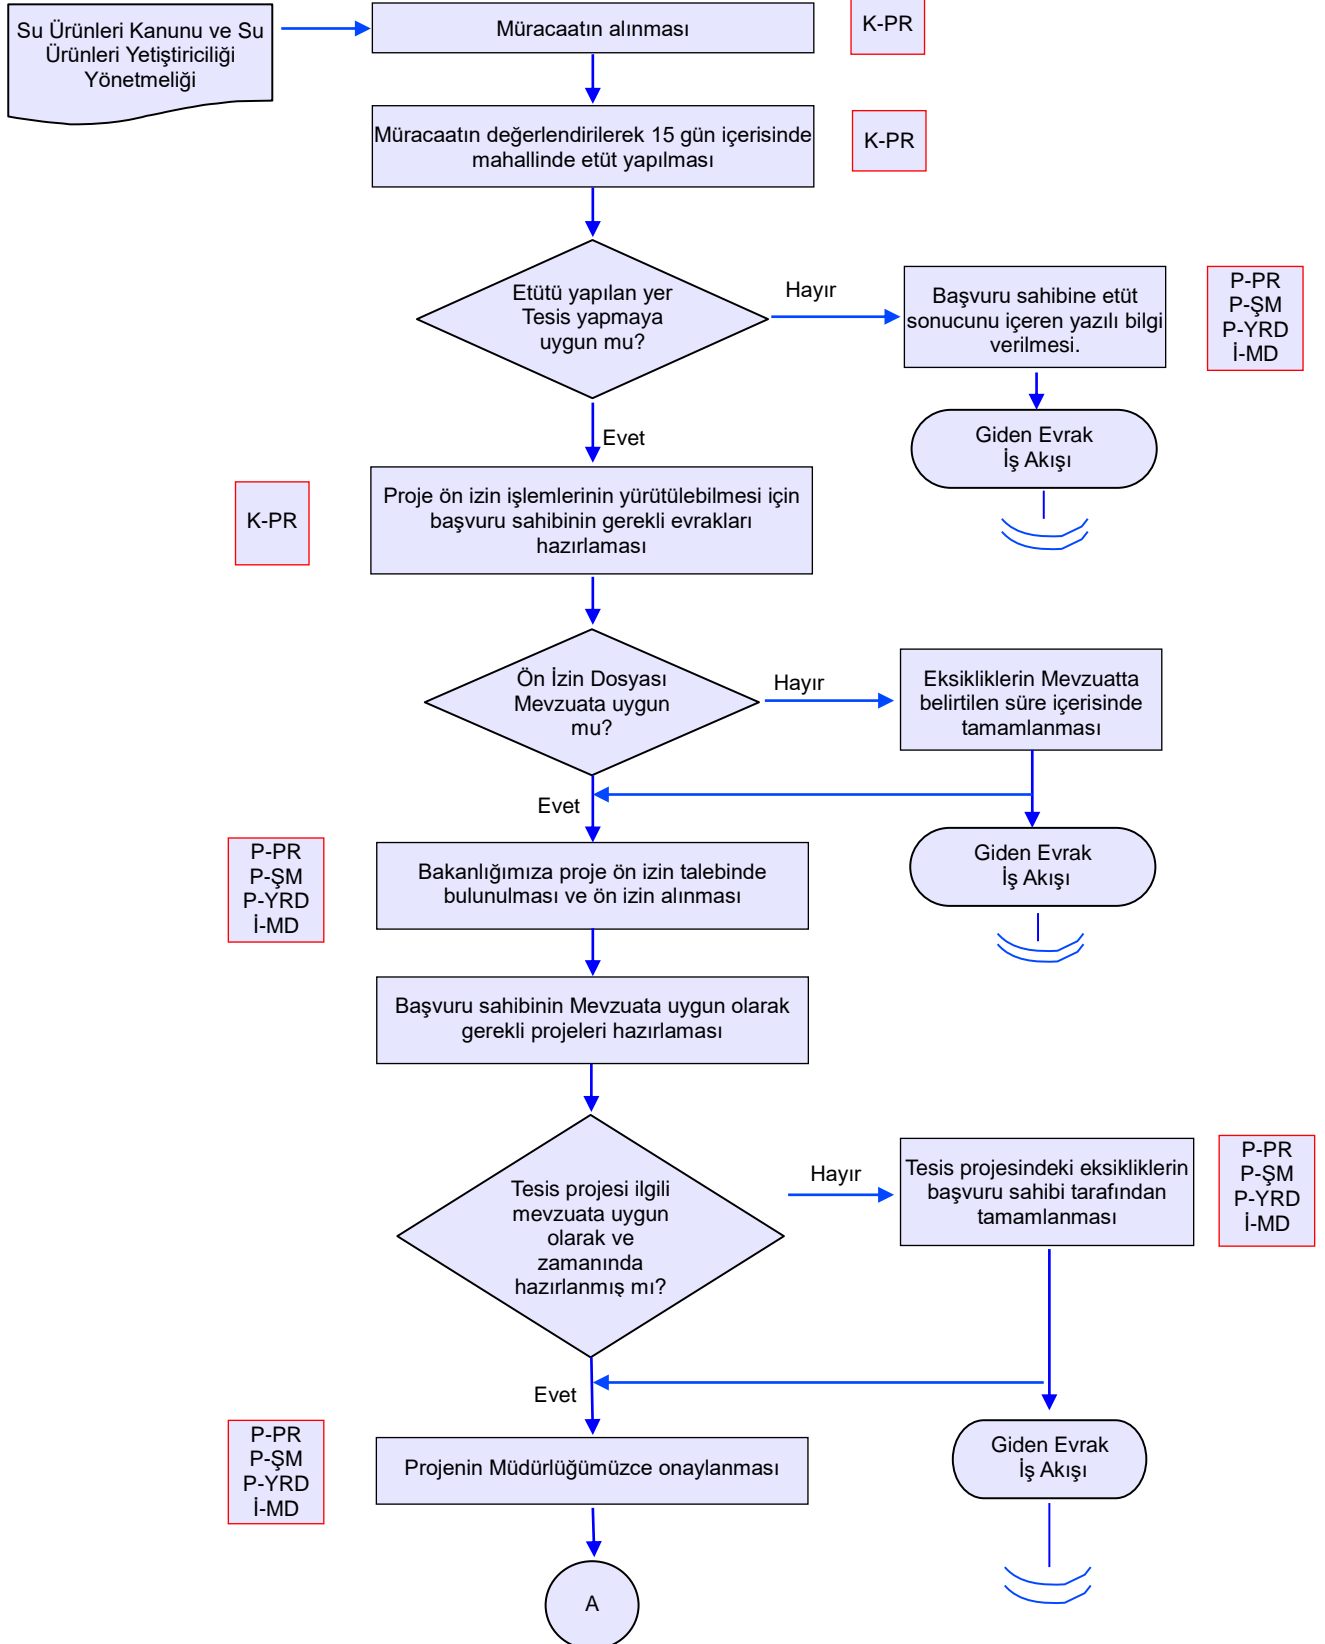 Su Ürünleri Kanunu ve Su
Ürünleri Yetiştiriciliği
Yönetmeliği
Müracaatın alınması
K-PR
Müracaatın değerlendirilerek 15 gün içerisinde
mahallinde etüt yapılması
K-PR
Etütü yapılan yer
Tesis yapmaya
uygun mu?
Hayır
Başvuru sahibine etüt
sonucunu içeren yazılı bilgi
verilmesi.
P-PR
P-ŞM
P-YRD
İ-MD
Giden Evrak
İş Akışı
Evet
K-PR
Proje ön izin işlemlerinin yürütülebilmesi için
başvuru sahibinin gerekli evrakları
hazırlaması
Ön İzin Dosyası
Mevzuata uygun
mu?
Hayır
Eksikliklerin Mevzuatta
belirtilen süre içerisinde
tamamlanması
Evet
Giden Evrak
İş Akışı
P-PR
P-ŞM
P-YRD
İ-MD
Bakanlığımıza proje ön izin talebinde
bulunulması ve ön izin alınması
Başvuru sahibinin Mevzuata uygun olarak
gerekli projeleri hazırlaması
Tesis projesi ilgili
mevzuata uygun
olarak ve
zamanında
hazırlanmış mı?
Hayır
Tesis projesindeki eksikliklerin
başvuru sahibi tarafından
tamamlanması
P-PR
P-ŞM
P-YRD
İ-MD
Evet
Giden Evrak
İş Akışı
P-PR
P-ŞM
P-YRD
İ-MD
Projenin Müdürlüğümüzce onaylanması
A